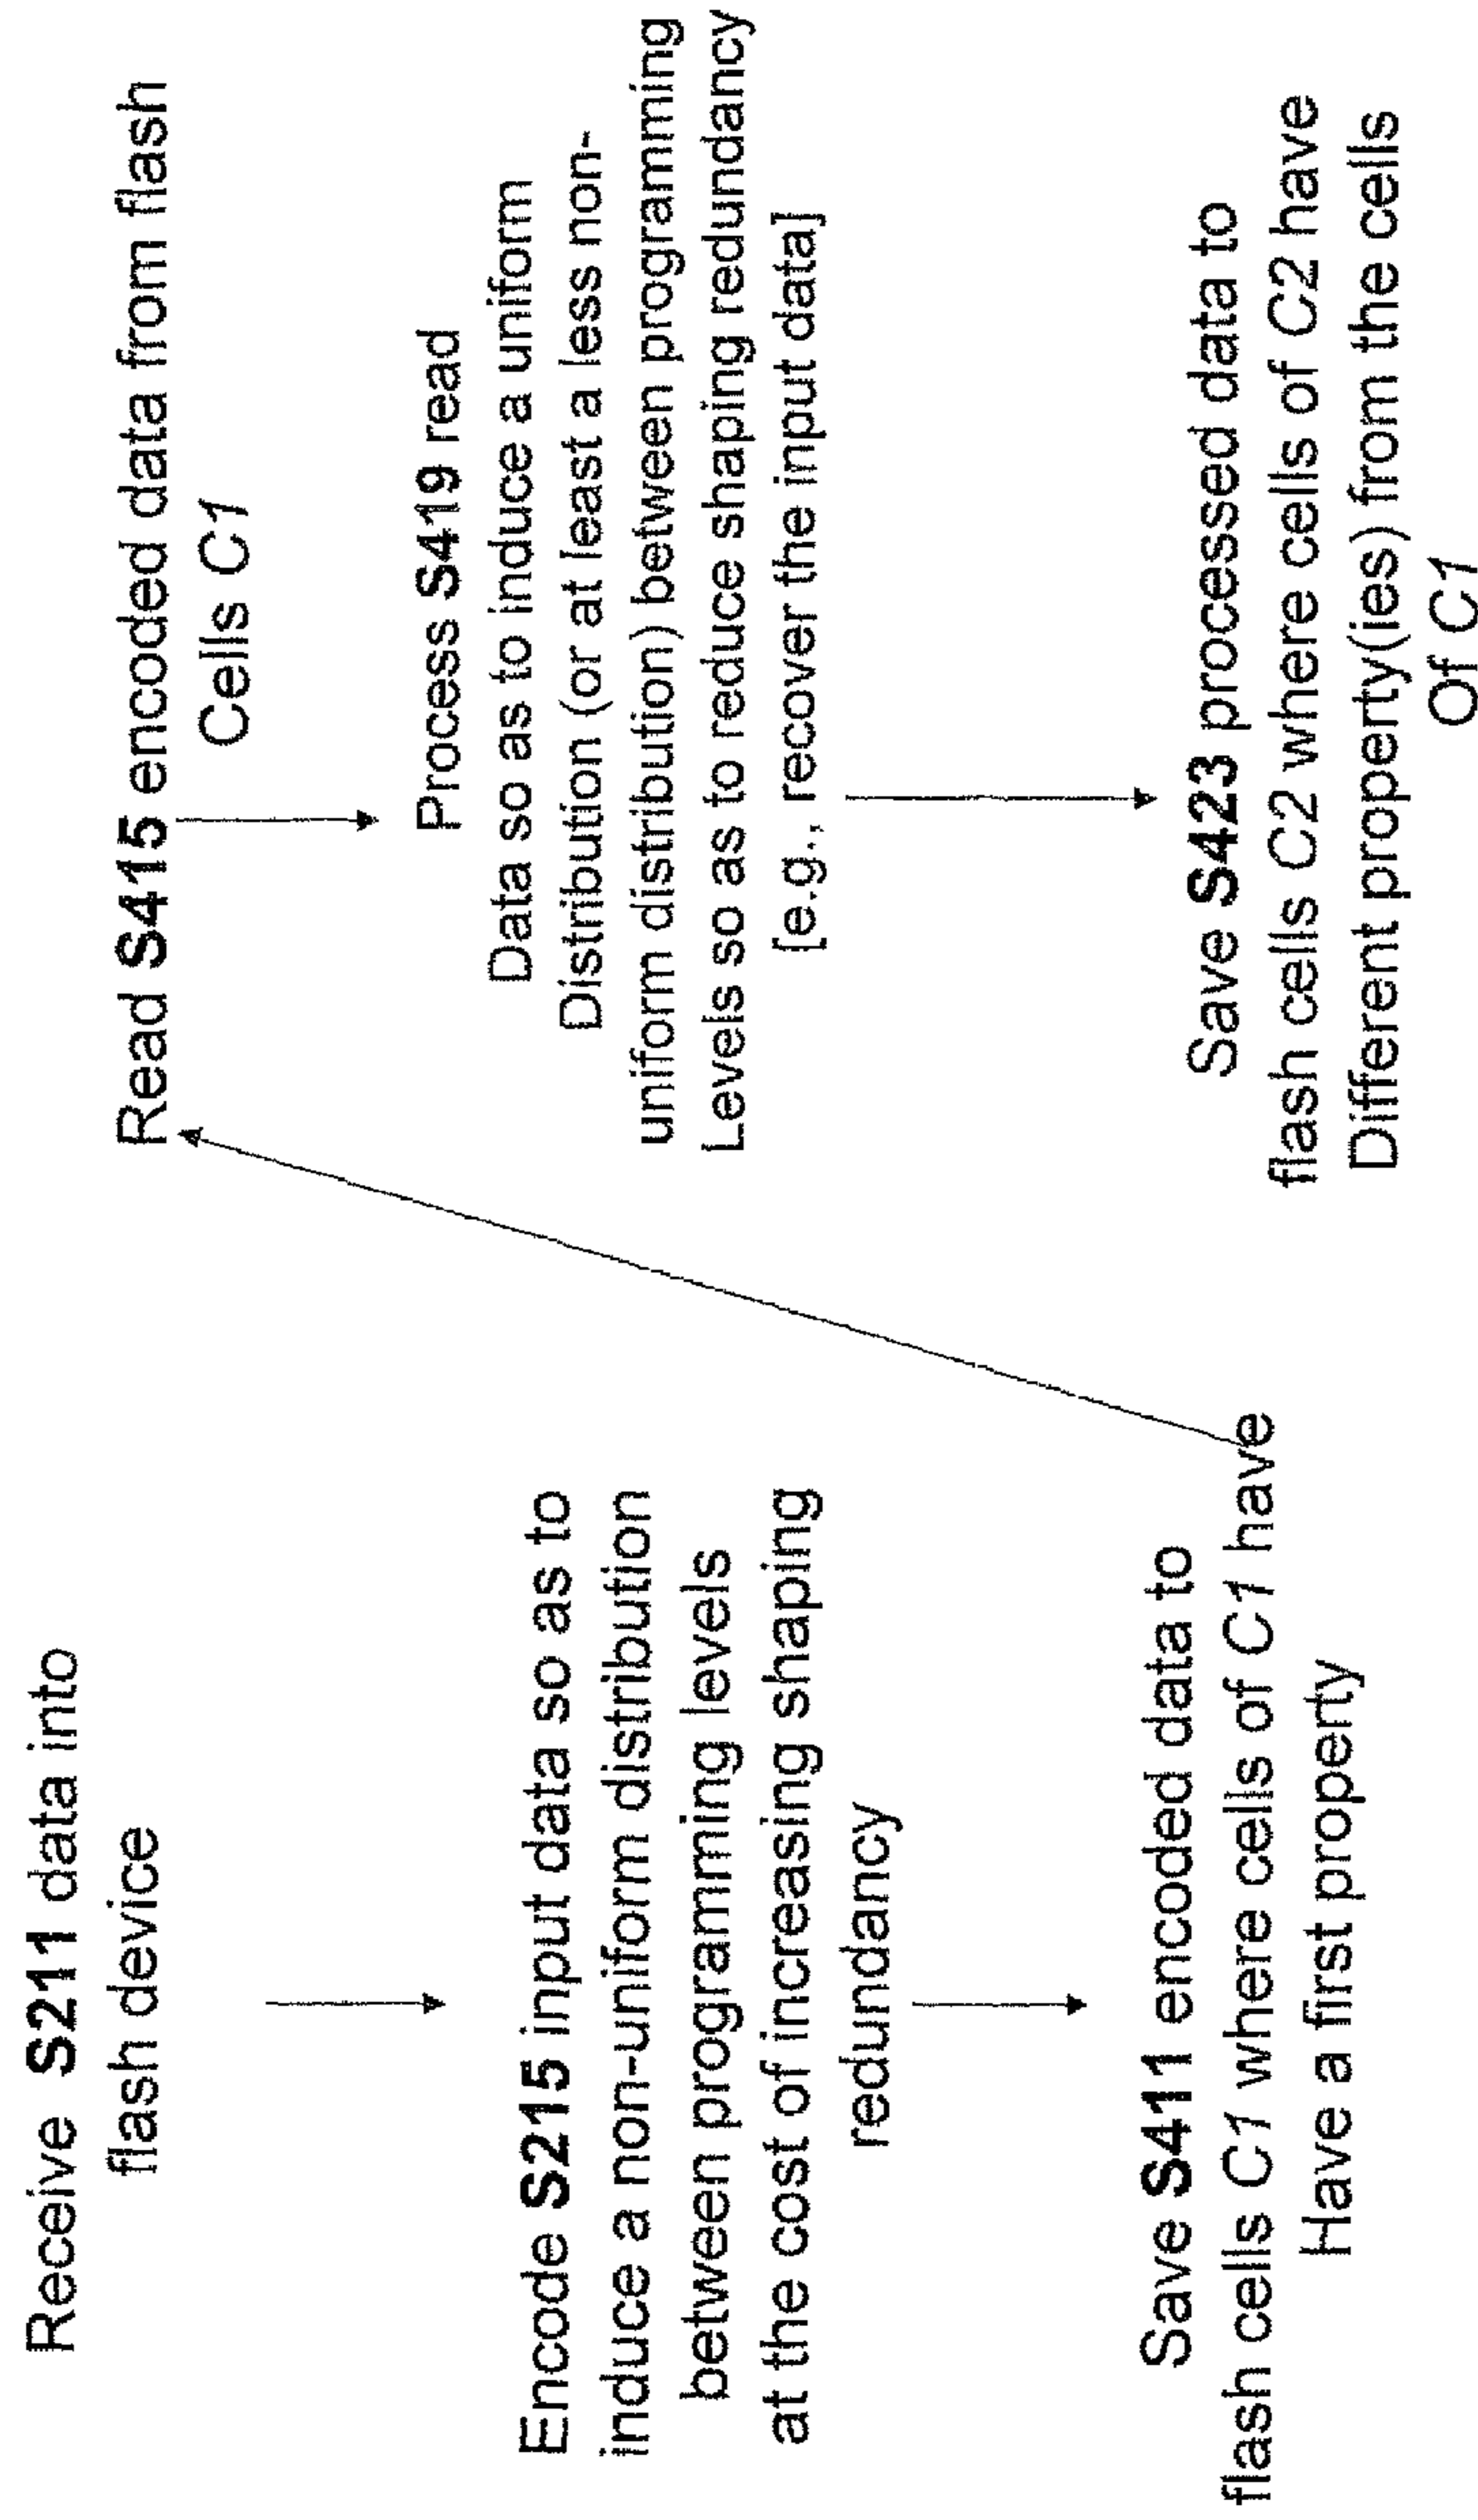 Receive S211 data into
flash device
Encode S215 input data so as to
induce a non-uniform distribution
between programming levels
at the cost of increasing shaping
redundancy
Save S411 encoded data to
flash cells C1 where cells of C1 have
Have a first property
Read S415 encoded data from flash
Cells C1
Process S419 read
Data so as to induce a uniform
Distribution (or at least a less non-
uniform distribution) between programming
Levels so as to reduce shaping redundancy
[e.g., recover the input data]
Save S423 processed data to
flash cells C2 where cells of C2 have
Different property(ies) from the cells
Of C1